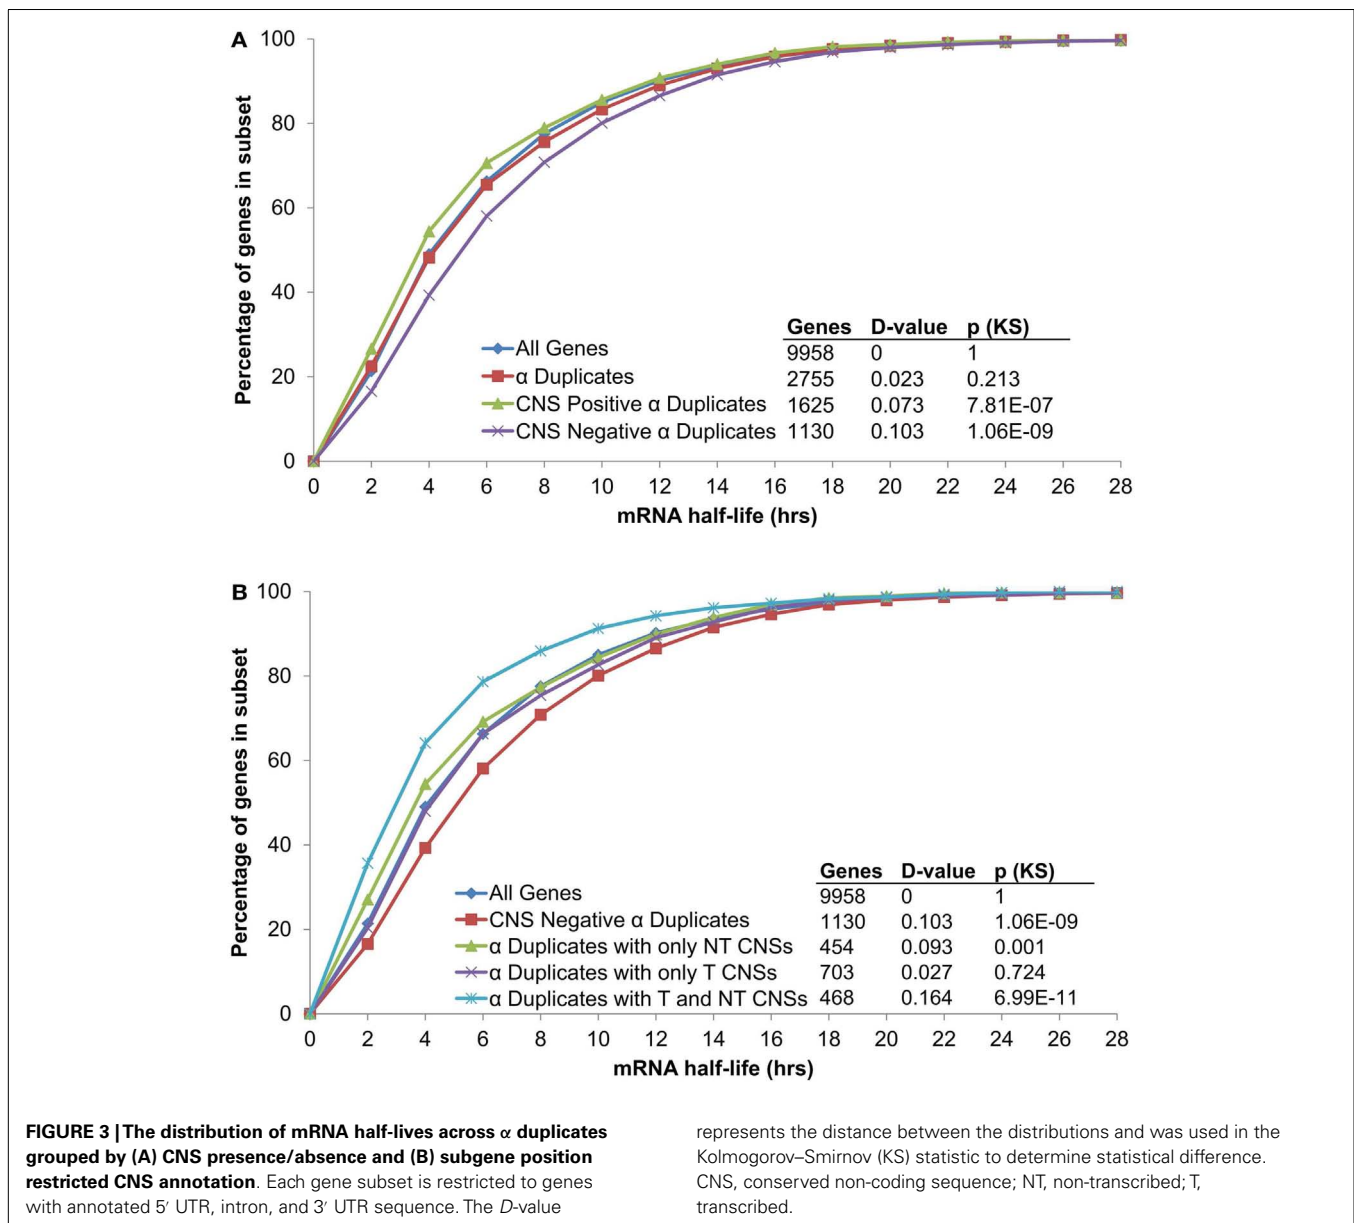 A
100
80
60
40
20
0
Percentage of genes in subset
0 2 4 6 8 10 12 14 16 18 20 22 24 26 28
mRNA half-life (hrs)
Genes D-value p (KS)
All Genes 9958 0 1
α Duplicates 2755 0.023 0.213
CNS Positive α Duplicates 1625 0.073 7.81E-07
CNS Negative α Duplicates 1130 0.103 1.06E-09
B
100
80
60
40
20
0
Percentage of genes in subset
0 2 4 6 8 10 12 14 16 18 20 22 24 26 28
mRNA half-life (hrs)
Genes D-value p (KS)
All Genes 9958 0 1
CNS Negative α Duplicates 1130 0.103 1.06E-09
α Duplicates with only NT CNSs 454 0.093 0.001
α Duplicates with only T CNSs 703 0.027 0.724
α Duplicates with T and NT CNSs 468 0.164 6.99E-11
FIGURE 3 | The distribution of mRNA half-lives across α duplicates
grouped by (A) CNS presence/absence and (B) subgene position
restricted CNS annotation. Each gene subset is restricted to genes
with annotated 5′ UTR, intron, and 3′ UTR sequence. The D-value
represents the distance between the distributions and was used in the
Kolmogorov–Smirnov (KS) statistic to determine statistical difference.
CNS, conserved non-coding sequence; NT, non-transcribed; T,
transcribed.